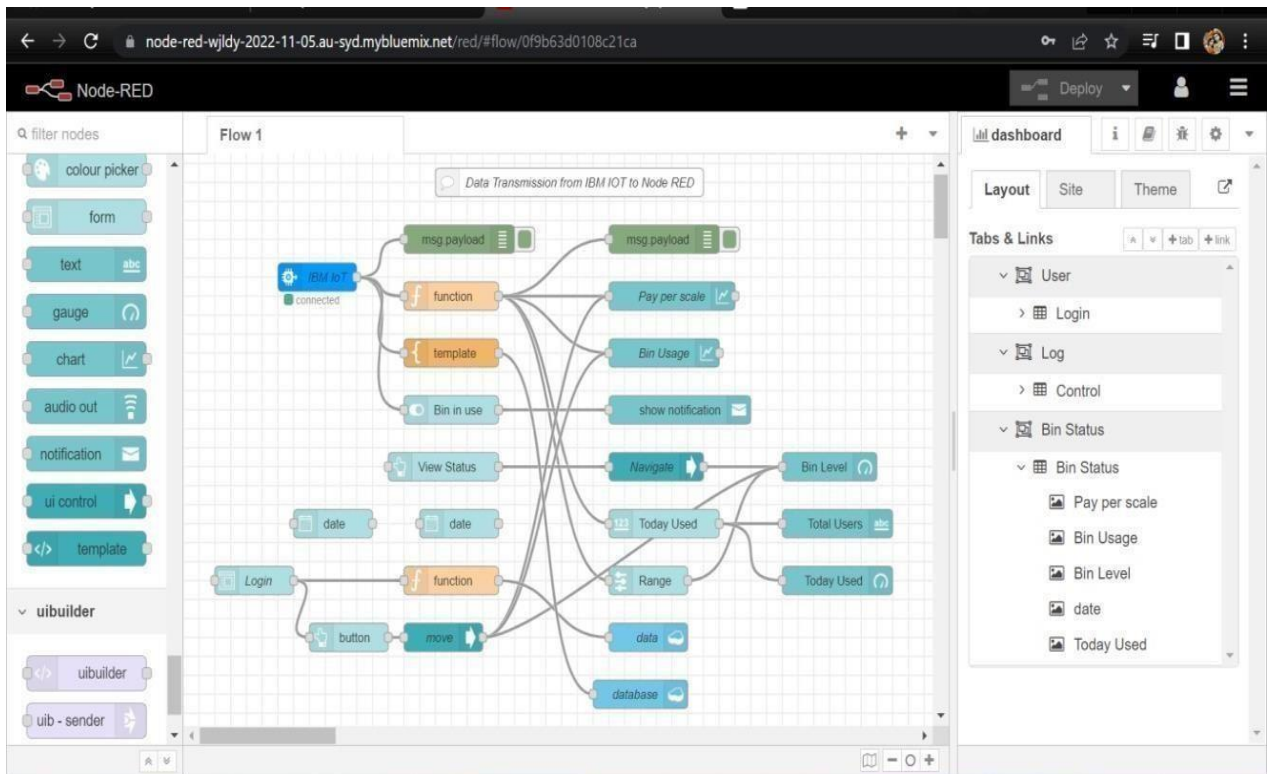 node-red-wjldy-2022-11-05.au-syd.mybluemix.net/red/#flow/0f9b63d0108c21ca
Node-RED
Deploy
filter nodes
colour picker
form
text
abc
gauge
chart
audio out
notification
ui control
</> template
uibuilder
</> uibuilder
uib - sender
Flow 1
Data Transmission from IBM IOT to Node RED
msg.payload
msg.payload
IBM IoT
connected
function
Pay per scale
template
Bin Usage
Bin in use
show notification
View Status
Navigate
Bin Level
date
date
123 Today Used
Total Users abc
Login
function
Range
Today Used
button
move
data
database
dashboard
i
Layout
Site
Theme
Tabs & Links
+ tab
+ link
User
Login
Log
Control
Bin Status
Bin Status
Pay per scale
Bin Usage
Bin Level
date
Today Used